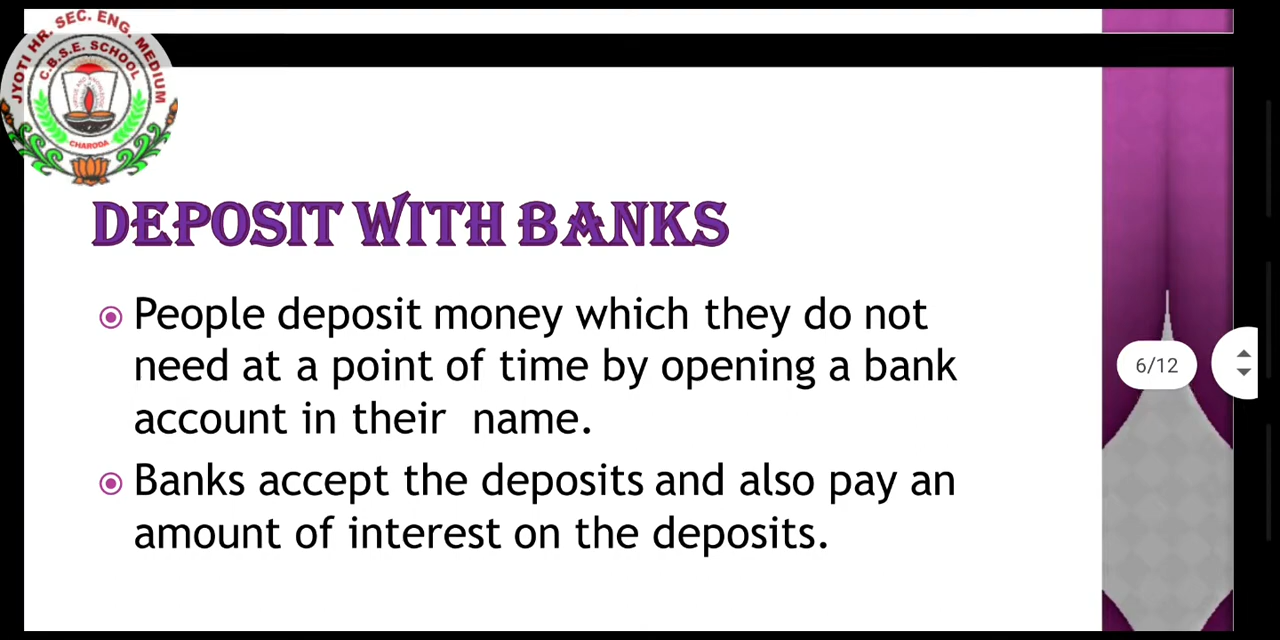 JYOTI HR. SEC. ENG. MEDIUM
C.B.S.E. SCHOOL
CHARODA
DEPOSIT WITH BANKS
People deposit money which they do not
need at a point of time by opening a bank
account in their name.
6/12
Banks accept the deposits and also pay an
amount of interest on the deposits.